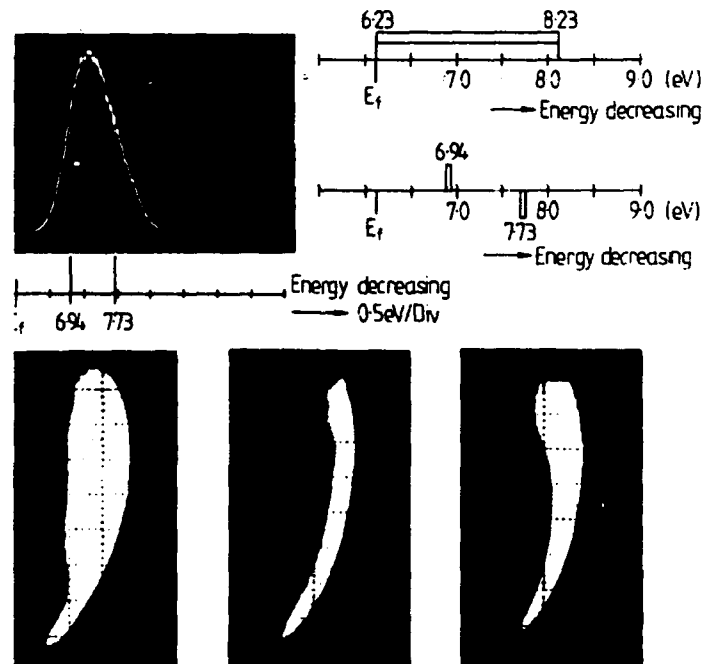 6·23 8·23
7·0 8·0 9·0 (eV)
E_f
Energy decreasing
6·94
7·0 8·0 9·0 (eV)
E_f
7·73
Energy decreasing
Energy decreasing
6·94 7·73 0·5eV/Div